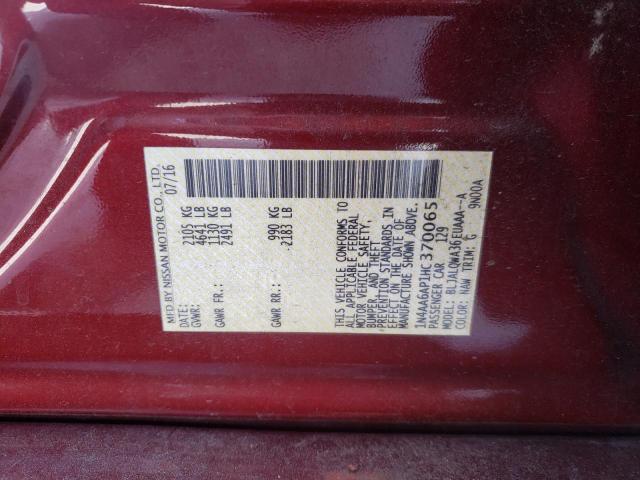 MFD BY NISSAN MOTOR CO., LTD.
07/16
GVWR: 2105 KG
4641 LB
GAWR FR.: 1130 KG
2491 LB
GAWR RR.: 990 KG
2183 LB
THIS VEHICLE CONFORMS TO
ALL APPLICABLE FEDERAL
MOTOR VEHICLE SAFETY,
BUMPER, AND THEFT
PREVENTION STANDARDS IN
EFFECT ON THE DATE OF
MANUFACTURE SHOWN ABOVE.
1N4AA6AP1HC370065
PASSENGER CAR 129
MODEL: BLJALQWA36EUAAA--A
COLOR: NAW TRIM: G 9N00A